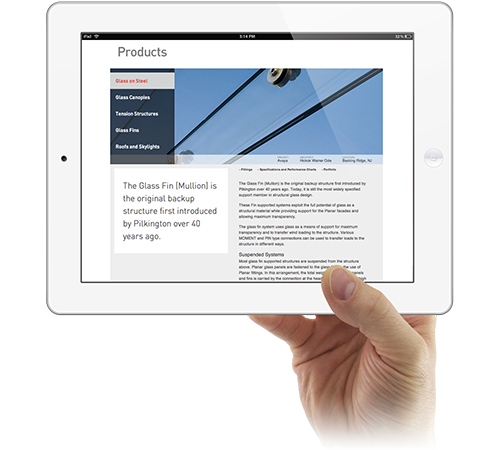 iPad
5:14 PM
52%
Products
Glass on Steel
Glass Canopies
Tension Structures
Glass Fins
Roofs and Skylights
Avaya
Helmut Warner Oste
Basking Ridge, NJ
Fittings
Specifications and Performance Charts
Portfolio
The Glass Fin (Mullion) is
the original backup
structure first introduced
by Pilkington over 40
years ago.
The Glass Fin (Mullion) is the original backup structure first introduced by
Pilkington over 40 years ago. Today, it is still the most widely specified
support member in structural glass design.
These Fin supported systems exploit the full potential of glass as a
structural material while providing support for the Planar facades and
allowing maximum transparency.
The glass fin system uses glass as a means of support for maximum
transparency and to transfer wind loading to the structure. Various
MOMENT and PIN type connections can be used to transfer loads to the
structure in different ways.
Suspended Systems
Most glass fin supported structures are suspended from the structure
above. Planar glass panels are fastened to the glass the use of
Planar fittings. In this arrangement, the total weig panels
and fins is carried by the connection at the head through